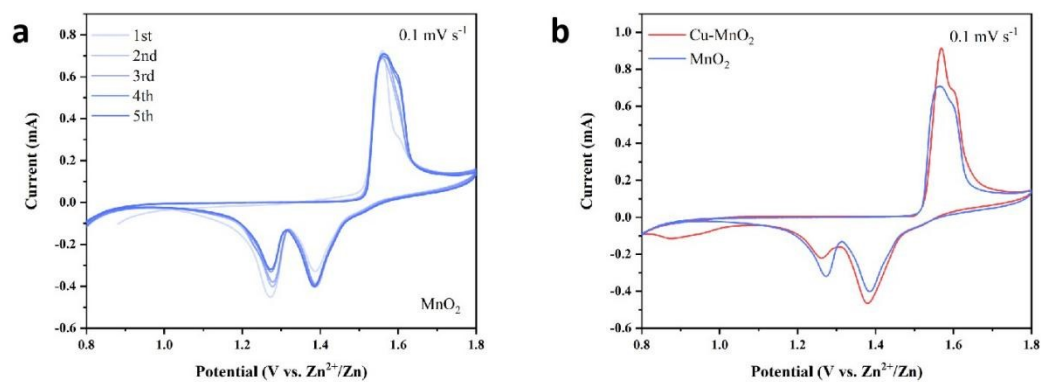 a
0.1 mV s⁻¹
1st
2nd
3rd
4th
5th
0.8
0.6
0.4
0.2
0.0
-0.2
-0.4
-0.6
Current (mA)
MnO₂
0.8 1.0 1.2 1.4 1.6 1.8
Potential (V vs. Zn²⁺/Zn)
b
0.1 mV s⁻¹
Cu-MnO₂
MnO₂
1.0
0.8
0.6
0.4
0.2
0.0
-0.2
-0.4
-0.6
Current (mA)
0.8 1.0 1.2 1.4 1.6 1.8
Potential (V vs. Zn²⁺/Zn)